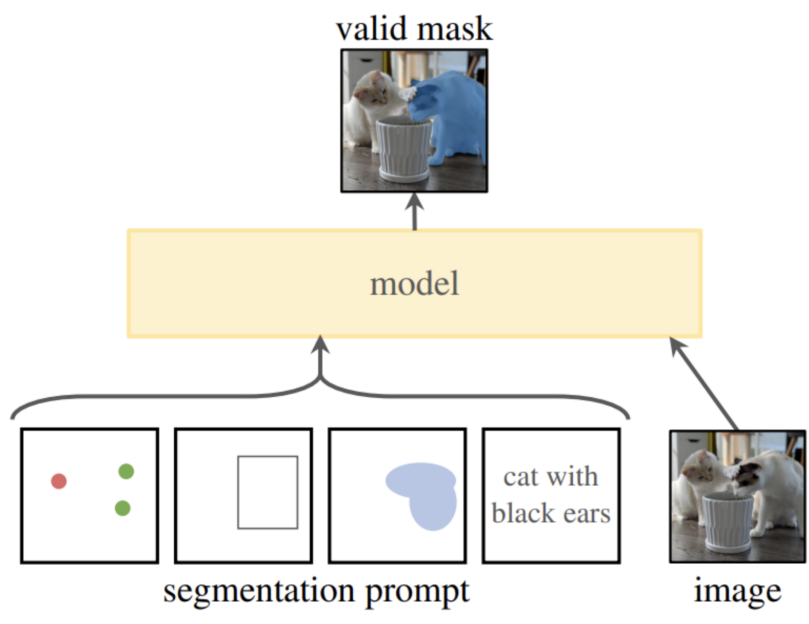 valid mask
model
cat with
black ears
segmentation prompt
image